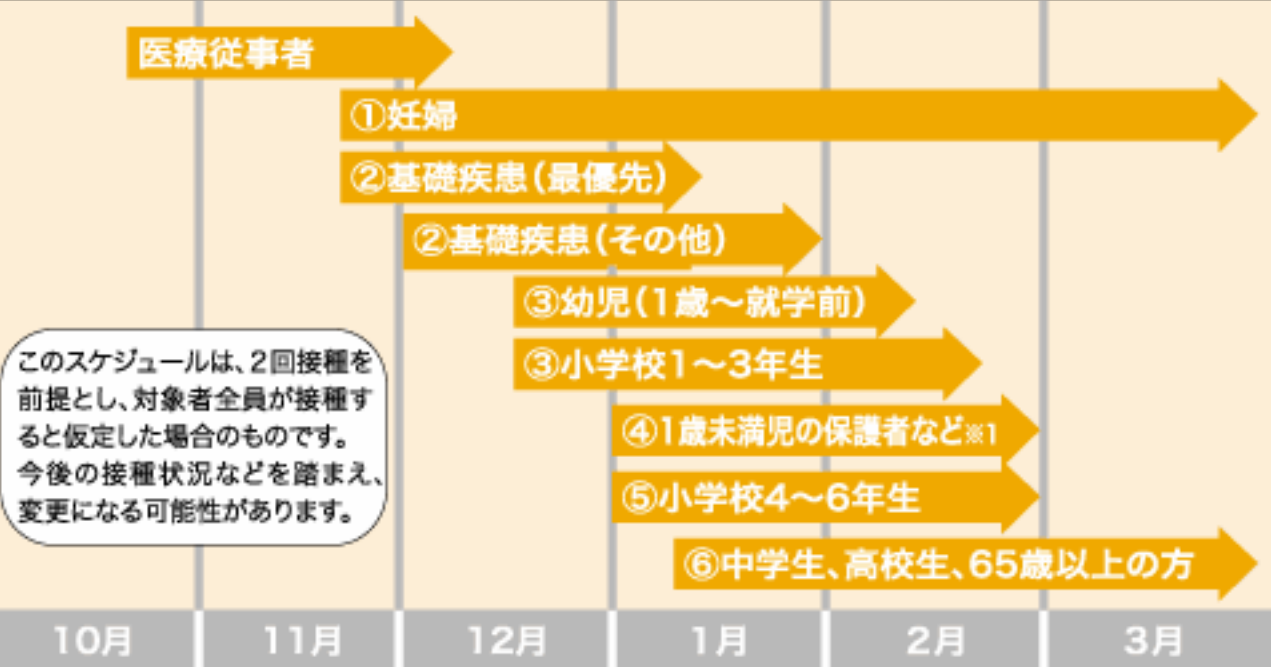 医療従事者
①妊婦
②基礎疾患(最優先)
②基礎疾患(その他)
③幼児(1歳〜就学前)
③小学校1〜3年生
④1歳未満児の保護者など※1
⑤小学校4〜6年生
⑥中学生、高校生、65歳以上の方
このスケジュールは、2回接種を
前提とし、対象者全員が接種す
ると仮定した場合のものです。
今後の接種状況などを踏まえ、
変更になる可能性があります。
10月 11月 12月 1月 2月 3月